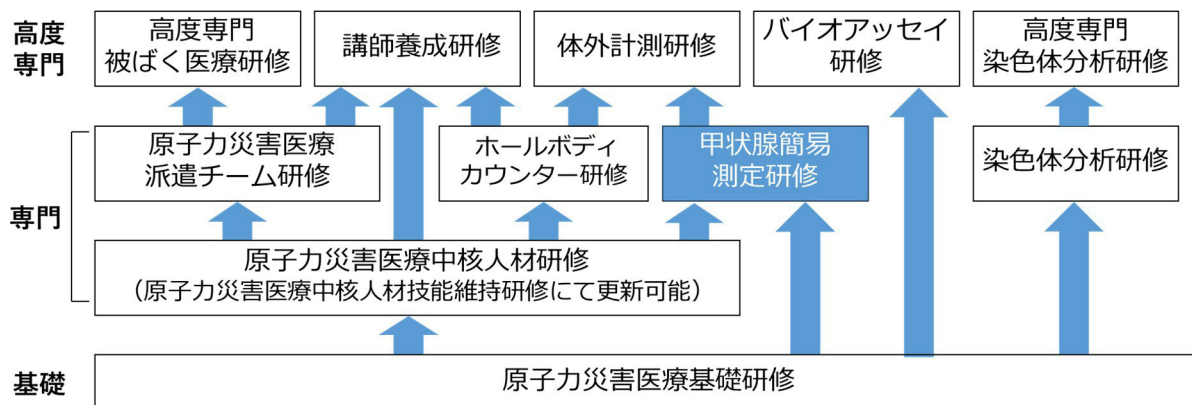 高度
専門
高度専門
被ばく医療研修
講師養成研修
体外計測研修
バイオアッセイ
研修
高度専門
染色体分析研修
専門
原子力災害医療
派遣チーム研修
ホールボディ
カウンター研修
甲状腺簡易
測定研修
染色体分析研修
原子力災害医療中核人材研修
（原子力災害医療中核人材技能維持研修にて更新可能）
基礎
原子力災害医療基礎研修